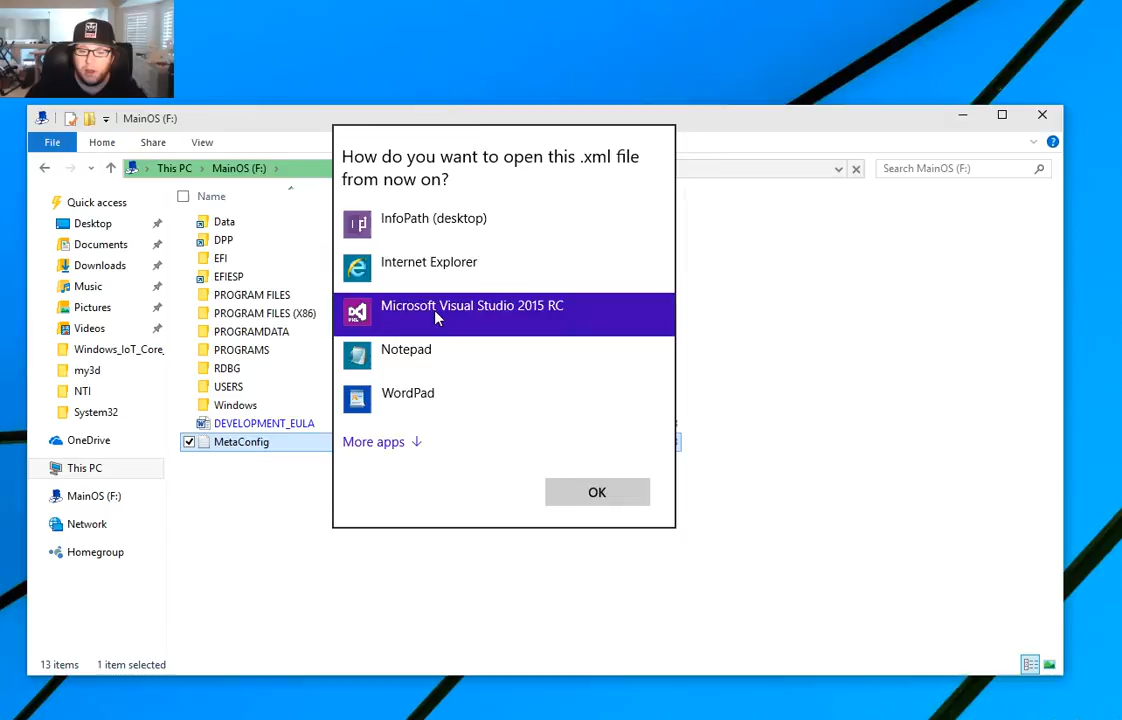 MainOS (F:)
File
Home
Share
View
This PC
MainOS (F:)
Search MainOS (F:)
Name
Quick access
Desktop
Documents
Downloads
Music
Pictures
Videos
Windows_IoT_Core_
my3d
NTI
System32
OneDrive
This PC
MainOS (F:)
Network
Homegroup
Data
DPP
EFI
EFIESP
PROGRAM FILES
PROGRAM FILES (X86)
PROGRAMDATA
PROGRAMS
RDBG
USERS
Windows
DEVELOPMENT_EULA
MetaConfig
How do you want to open this .xml file
from now on?
InfoPath (desktop)
Internet Explorer
Microsoft Visual Studio 2015 RC
Notepad
WordPad
More apps
OK
13 items
1 item selected